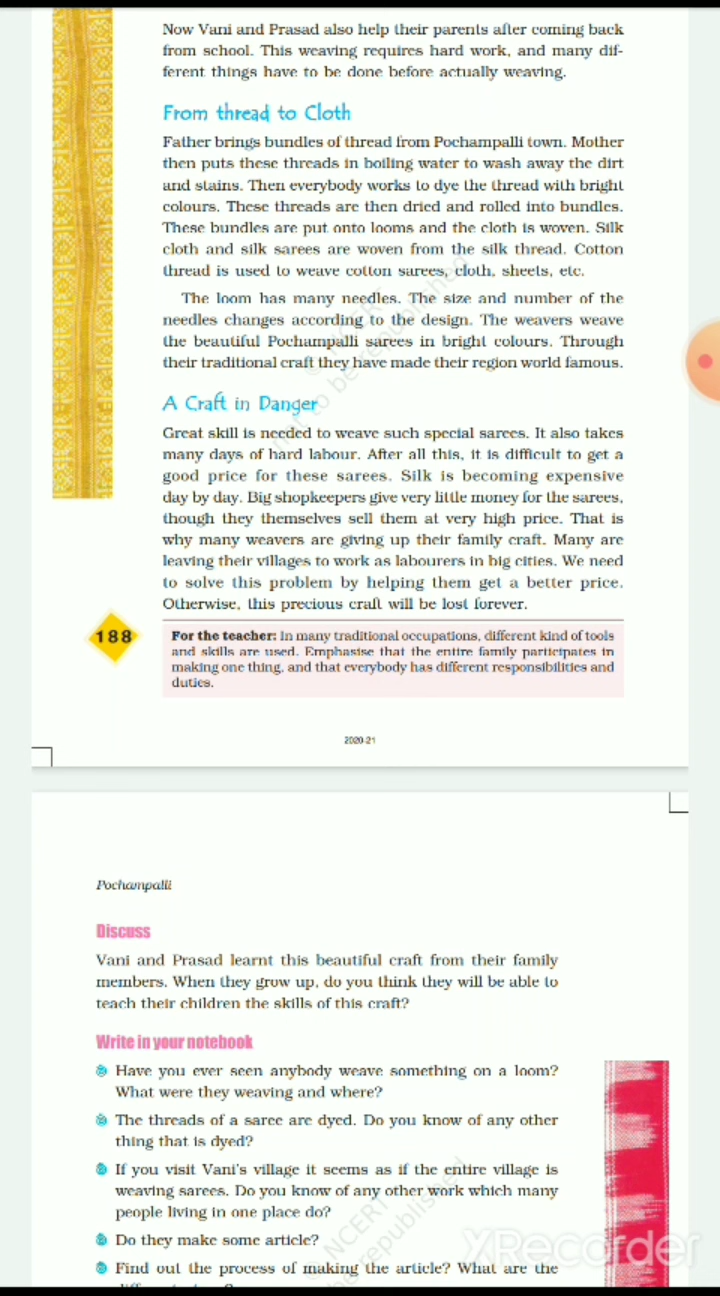 Now Vani and Prasad also help their parents after coming back
from school. This weaving requires hard work, and many dif-
ferent things have to be done before actually weaving.
From thread to Cloth
Father brings bundles of thread from Pochampalli town. Mother
then puts these threads in boiling water to wash away the dirt
and stains. Then everybody works to dye the thread with bright
colours. These threads are then dried and rolled into bundles.
These bundles are put onto looms and the cloth is woven. Silk
cloth and silk sarees are woven from the silk thread. Cotton
thread is used to weave cotton sarees, cloth, sheets, etc.
The loom has many needles. The size and number of the
needles changes according to the design. The weavers weave
the beautiful Pochampalli sarees in bright colours. Through
their traditional craft they have made their region world famous.
© NCERT
not to be republished
A Craft in Danger
Great skill is needed to weave such special sarees. It also takes
many days of hard labour. After all this, it is difficult to get a
good price for these sarees. Silk is becoming expensive
day by day. Big shopkeepers give very little money for the sarees,
though they themselves sell them at very high price. That is
why many weavers are giving up their family craft. Many are
leaving their villages to work as labourers in big cities. We need
to solve this problem by helping them get a better price.
Otherwise, this precious craft will be lost forever.
188
For the teacher: In many traditional occupations, different kind of tools
and skills are used. Emphasise that the entire family participates in
making one thing, and that everybody has different responsibilities and
duties.
2020-21
Pochampalli
Discuss
Vani and Prasad learnt this beautiful craft from their family
members. When they grow up, do you think they will be able to
teach their children the skills of this craft?
Write in your notebook
Have you ever seen anybody weave something on a loom?
What were they weaving and where?
The threads of a saree are dyed. Do you know of any other
thing that is dyed?
If you visit Vani's village it seems as if the entire village is
weaving sarees. Do you know of any other work which many
people living in one place do?
Do they make some article?
Find out the process of making the article? What are the
© NCERT
be republished
XRecorder